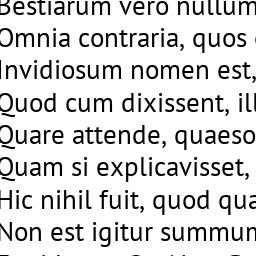 Bestiarum vero nullum
Omnia contraria, quos
Invidiosum nomen est,
Quod cum dixissent, ill
Quare attende, quaeso
Quam si explicavisset,
Hic nihil fuit, quod qua
Non est igitur summum